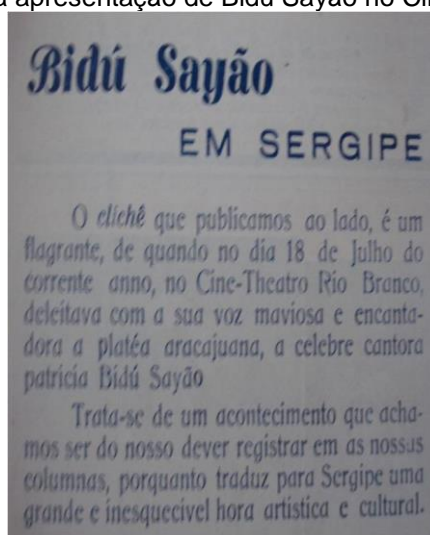 a apresentação de Bidu Sayão no Ci
Bidú Sayão
EM SERGIPE
O clichê que publicamos ao lado, é um
flagrante, de quando no dia 18 de Julho do
corrente anno, no Cine-Theatro Rio Branco,
deleitava com a sua voz maviosa e encanta-
dora a platéa aracajuana, a celebre cantora
patricia Bidú Sayão
Trata-se de um acontecimento que acha-
mos ser do nosso dever registrar em as nossas
columnas, porquanto traduz para Sergipe uma
grande e inesquecivel hora artistica e cultural.